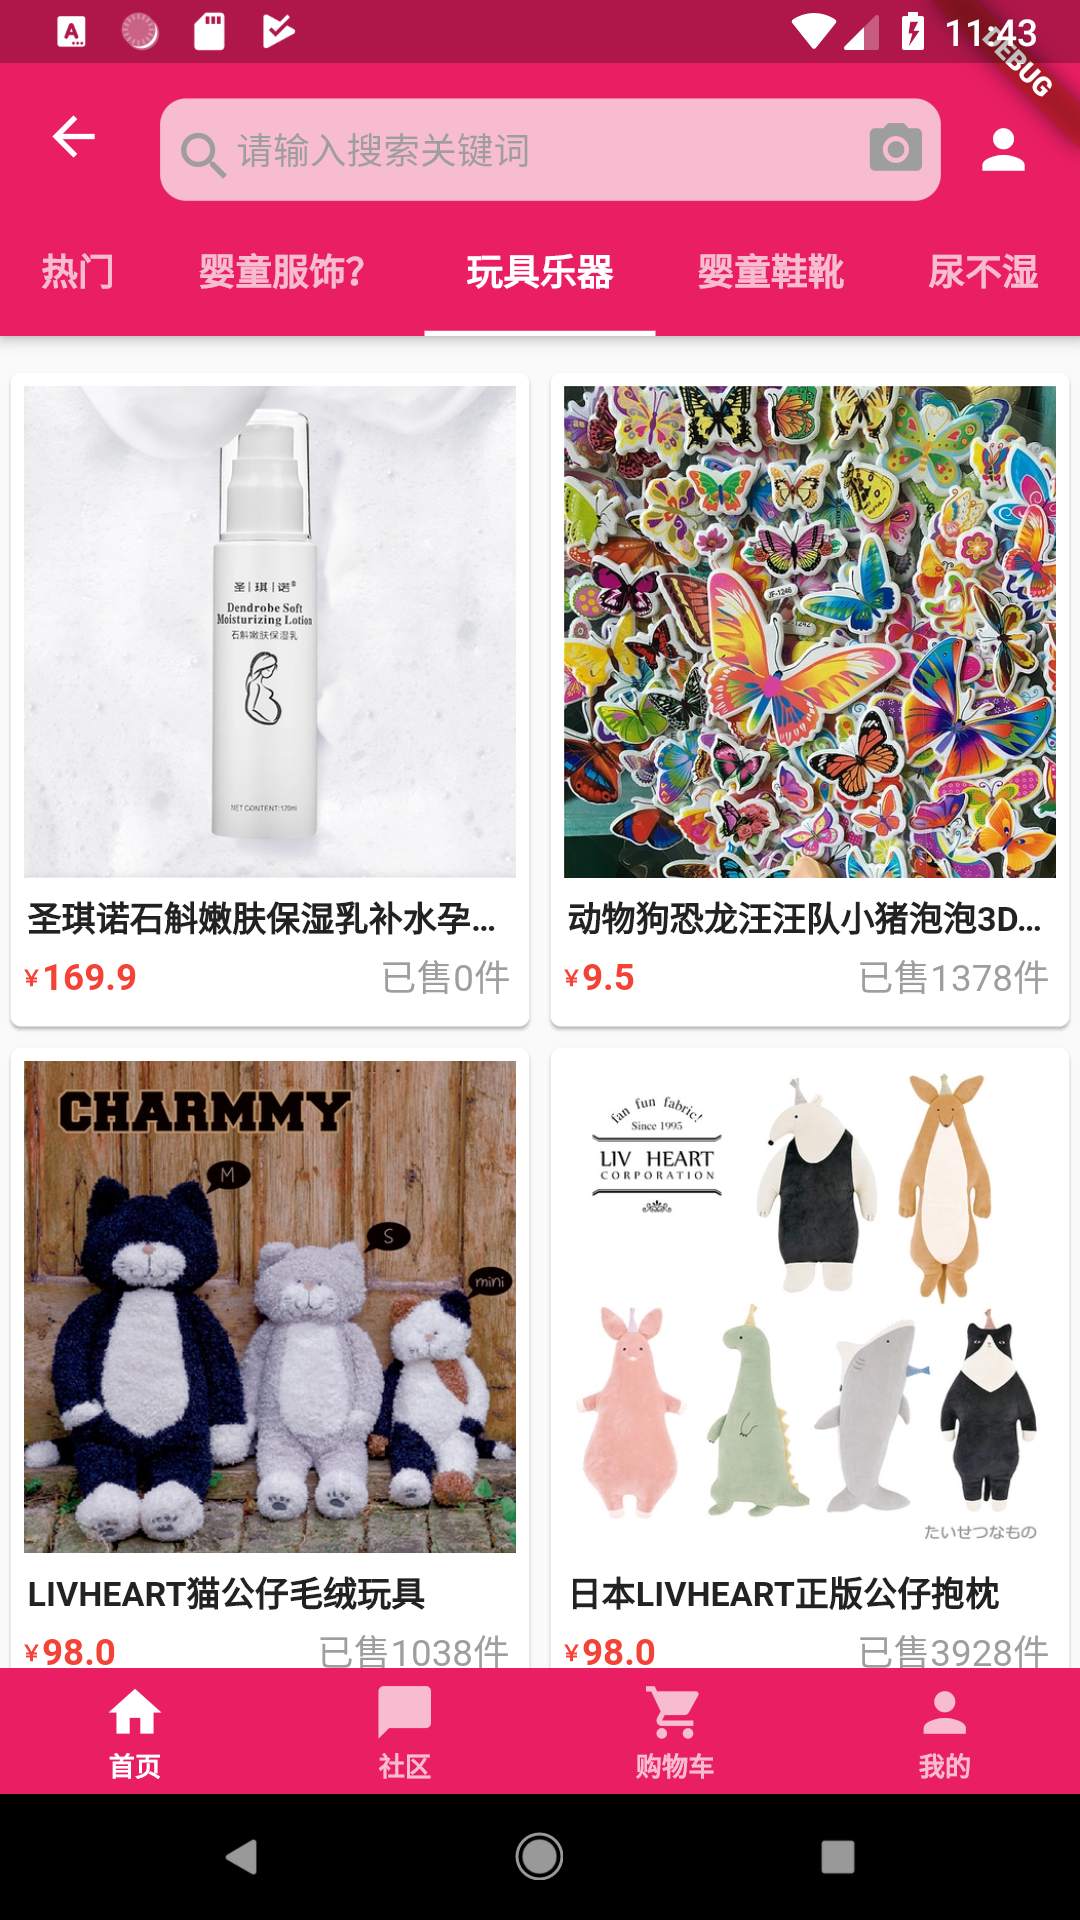 11:43
DEBUG
请输入搜索关键词
热门 婴童服饰? 玩具乐器 婴童鞋靴 尿不湿
圣|琪|诺®
Dendrobe Soft
Moisturizing Lotion
石斛嫩肤保湿乳
NET CONTENT:120ml
JF-1246
圣琪诺石斛嫩肤保湿乳补水孕...
¥169.9 已售0件
动物狗恐龙汪汪队小猪泡泡3D...
¥9.5 已售1378件
CHARMMY
M
S
mini
fan fun fabric!
Since 1995
LIV HEART
CORPORATION
たいせつなもの
LIVHEART猫公仔毛绒玩具
¥98.0 已售1038件
日本LIVHEART正版公仔抱枕
¥98.0 已售3928件
首页 社区 购物车 我的